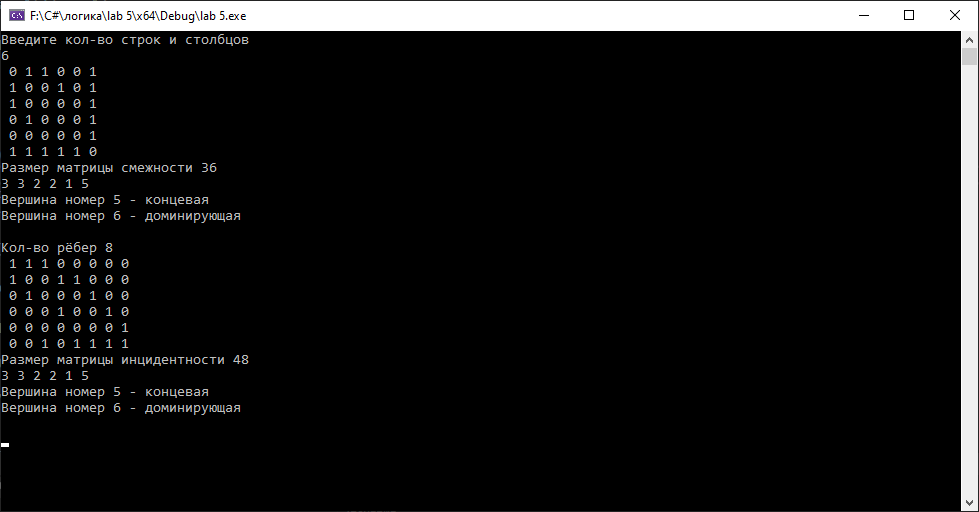 F:\C#\логика\lab 5\x64\Debug\lab 5.exe
Введите кол-во строк и столбцов
6
0 1 1 0 0 1
1 0 0 1 0 1
1 0 0 0 0 1
0 1 0 0 0 1
0 0 0 0 0 1
1 1 1 1 1 0
Размер матрицы смежности 36
3 3 2 2 1 5
Вершина номер 5 - концевая
Вершина номер 6 - доминирующая
Кол-во рёбер 8
1 1 1 0 0 0 0 0
1 0 0 1 1 0 0 0
0 1 0 0 0 1 0 0
0 0 0 1 0 0 1 0
0 0 0 0 0 0 0 1
0 0 1 0 1 1 1 1
Размер матрицы инцидентности 48
3 3 2 2 1 5
Вершина номер 5 - концевая
Вершина номер 6 - доминирующая